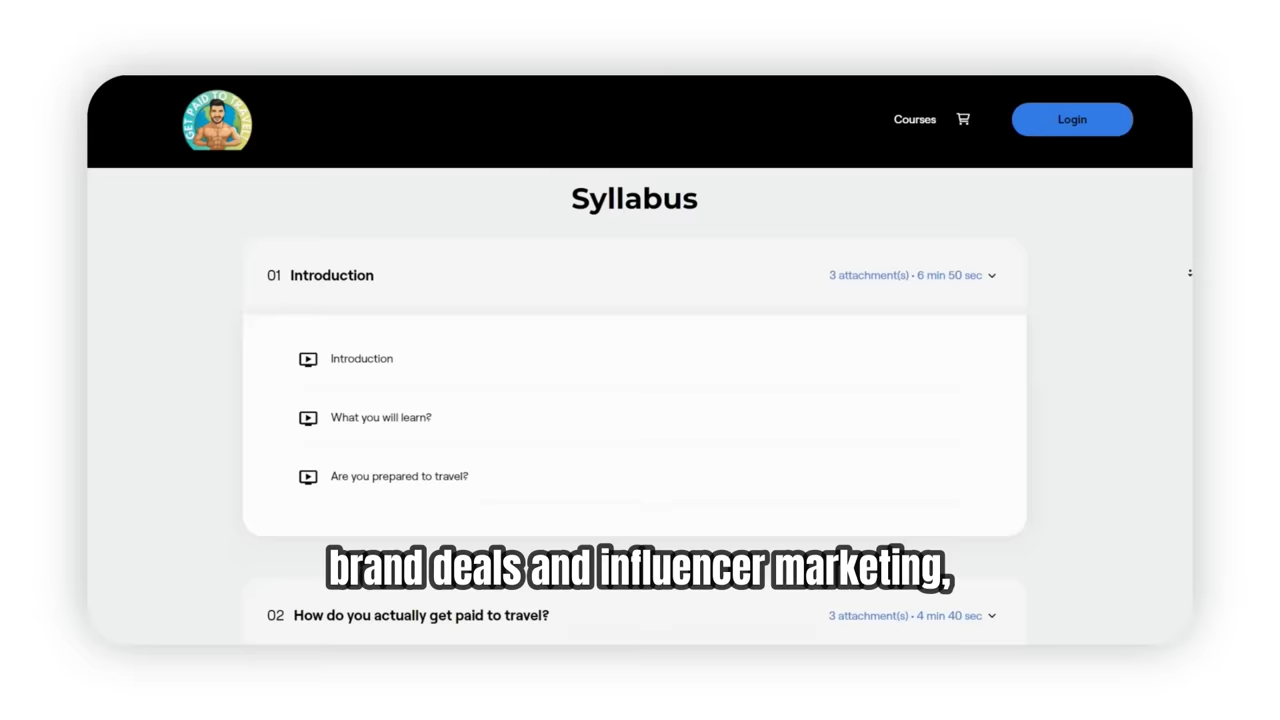 GET PAID TO TRAVEL
Courses
Login
Syllabus
01 Introduction
3 attachment(s) • 6 min 50 sec
Introduction
What you will learn?
Are you prepared to travel?
brand deals and influencer marketing,
02 How do you actually get paid to travel?
3 attachment(s) • 4 min 40 sec